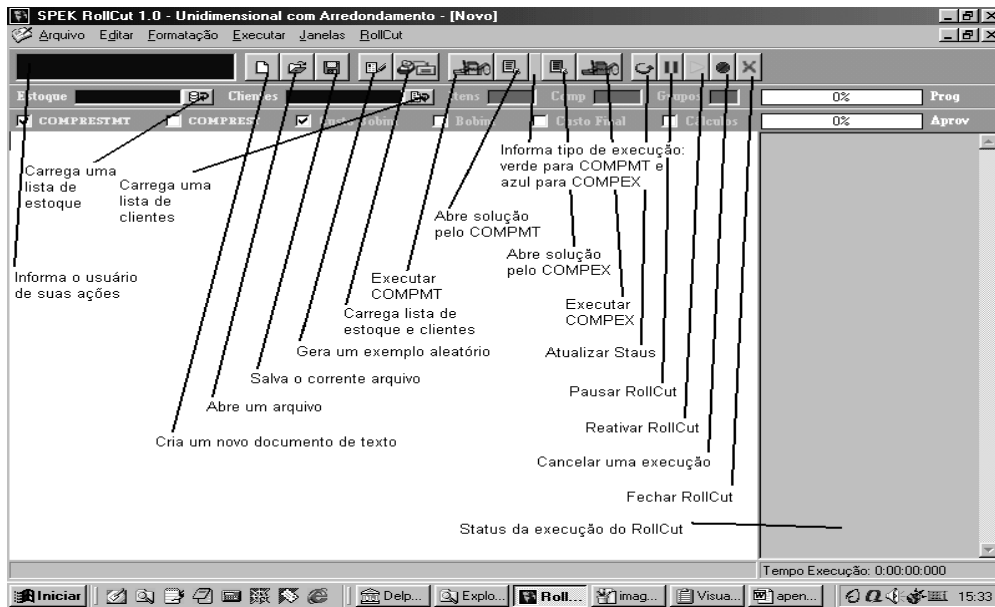 SPEK RollCut 1.0 - Unidimensional com Arredondamento - [Novo]
Arquivo Editar Formatação Executar Janelas RollCut
Estoque Clientes Itens Comp Grupos 0% Prog
COMPRESTMT COMPREST Custo Bobina Bobina Custo Final Cálculos 0% Aprov
Informa tipo de execução:
verde para COMPMT e
azul para COMPEX
Carrega uma
lista de
estoque
Carrega uma
lista de
clientes
Abre solução
pelo COMPMT
Abre solução
pelo COMPEX
Informa o usuário
de suas ações
Executar
COMPMT
Executar
COMPEX
Carrega lista de
estoque e clientes
Gera um exemplo aleatório
Atualizar Staus
Salva o corrente arquivo
Pausar RollCut
Abre um arquivo
Reativar RollCut
Cria um novo documento de texto
Cancelar uma execução
Fechar RollCut
Status da execução do RollCut
Tempo Execução: 0:00:00:000
Iniciar Delp... Explo... Roll... imag... Visua... apen... 15:33